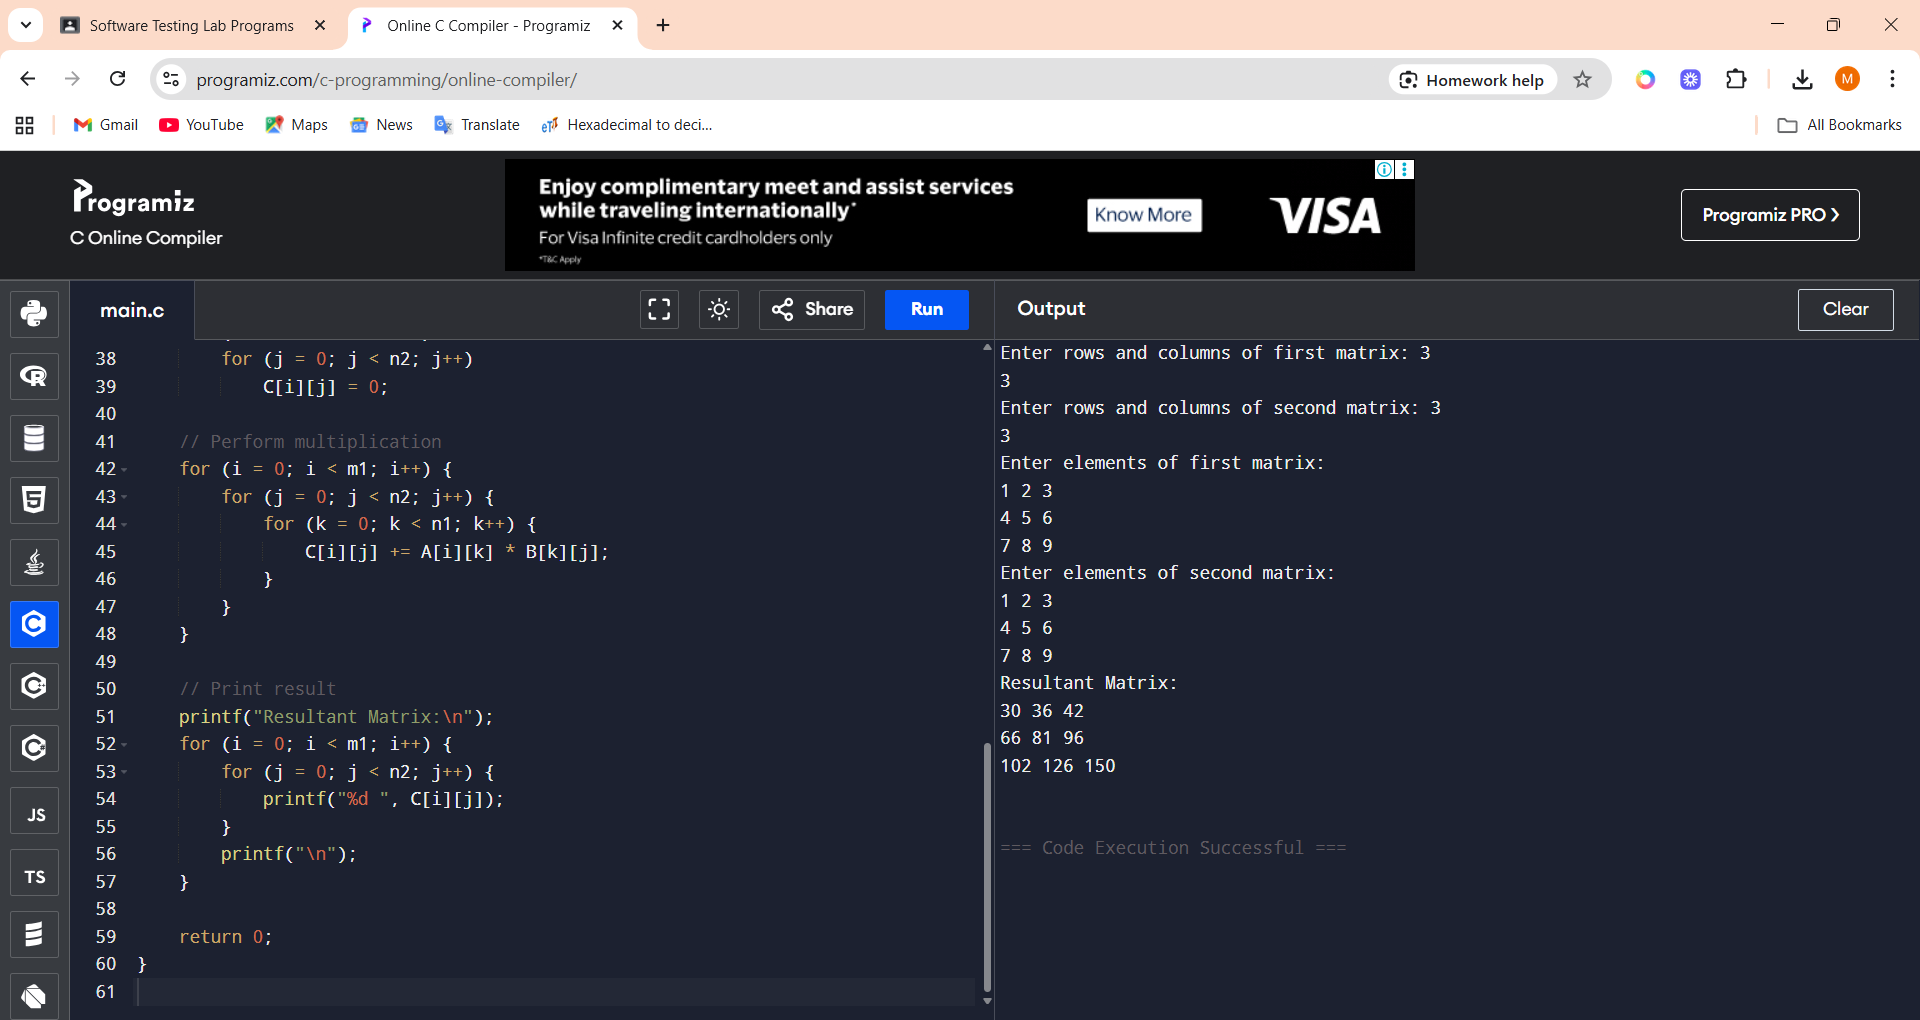 Software Testing Lab Programs
Online C Compiler - Programiz
programiz.com/c-programming/online-compiler/
Homework help
M
Gmail
YouTube
Maps
News
Translate
Hexadecimal to deci...
All Bookmarks
Programiz
C Online Compiler
Enjoy complimentary meet and assist services
while traveling internationally*
For Visa Infinite credit cardholders only
*T&C Apply
Know More
VISA
Programiz PRO
main.c
Share
Run
Output
Clear
JS
TS
38 for (j = 0; j < n2; j++)
39 C[i][j] = 0;
40
41 // Perform multiplication
42 for (i = 0; i < m1; i++) {
43 for (j = 0; j < n2; j++) {
44 for (k = 0; k < n1; k++) {
45 C[i][j] += A[i][k] * B[k][j];
46 }
47 }
48 }
49
50 // Print result
51 printf("Resultant Matrix:\n");
52 for (i = 0; i < m1; i++) {
53 for (j = 0; j < n2; j++) {
54 printf("%d ", C[i][j]);
55 }
56 printf("\n");
57 }
58
59 return 0;
60 }
61
Enter rows and columns of first matrix: 3
3
Enter rows and columns of second matrix: 3
3
Enter elements of first matrix:
1 2 3
4 5 6
7 8 9
Enter elements of second matrix:
1 2 3
4 5 6
7 8 9
Resultant Matrix:
30 36 42
66 81 96
102 126 150
=== Code Execution Successful ===